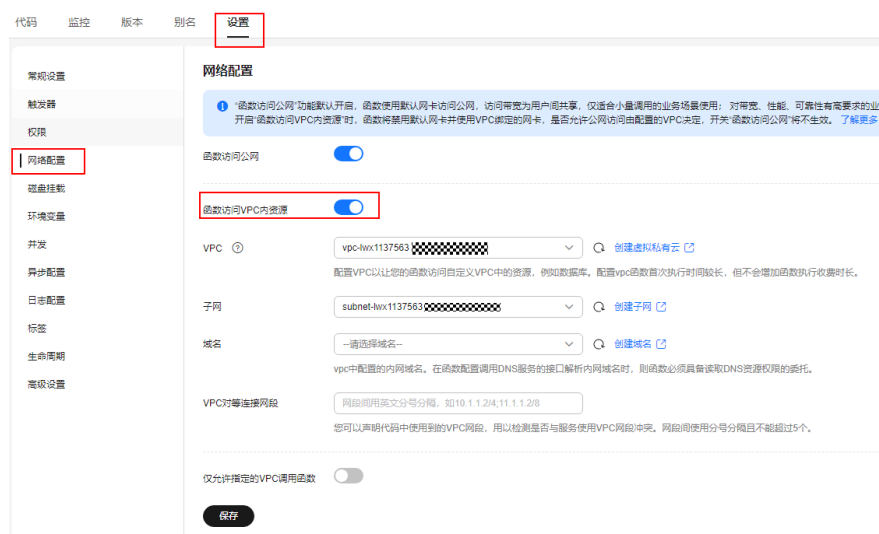 代码 监控 版本 别名 设置
常规设置
触发器
权限
网络配置
磁盘挂载
环境变量
并发
异步配置
日志配置
标签
生命周期
高级设置
网络配置
“函数访问公网”功能默认开启，函数使用默认网卡访问公网，访问带宽为用户间共享，仅适合小量调用的业务场景使用； 对带宽、性能、可靠性有高要求的业
开启“函数访问VPC内资源”时，函数将禁用默认网卡并使用VPC绑定的网卡，是否允许公网访问由配置的VPC决定，开关“函数访问公网”将不生效。 了解更多
函数访问公网
函数访问VPC内资源
VPC vpc-lwx1137563 创建虚拟私有云
配置VPC以让您的函数访问自定义VPC中的资源，例如数据库。配置vpc函数首次执行时间较长，但不会增加函数执行收费时长。
子网 subnet-lwx1137563 创建子网
域名 --请选择域名-- 创建域名
vpc中配置的内网域名。在函数配置调用DNS服务的接口解析内网域名时，则函数必须具备读取DNS资源权限的委托。
VPC对等连接网段 网段间用英文分号分隔，如10.1.1.2/4;11.1.1.2/8
您可以声明代码中使用到的VPC网段，用以检测是否与服务使用VPC网段冲突。网段间使用分号分隔且不能超过5个。
仅允许指定的VPC调用函数
保存